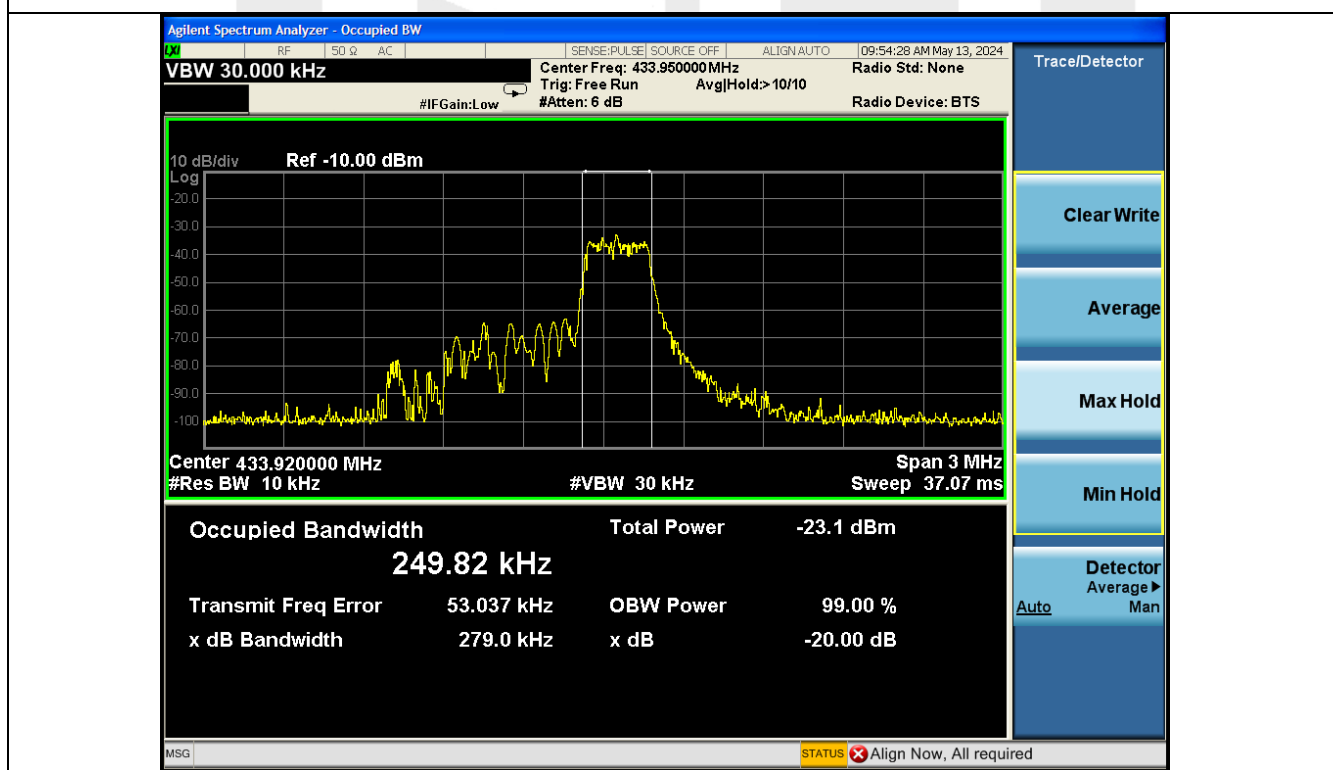 Agilent Spectrum Analyzer - Occupied BW
LXI RF 50 Ω AC SENSE:PULSE SOURCE OFF ALIGN AUTO 09:54:28 AM May 13, 2024
VBW 30.000 kHz
Center Freq: 433.950000 MHz Radio Std: None
Trig: Free Run Avg|Hold:>10/10
#IFGain:Low #Atten: 6 dB Radio Device: BTS
10 dB/div Ref -10.00 dBm
Log
-20.0
-30.0
-40.0
-50.0
-60.0
-70.0
-80.0
-90.0
-100
Center 433.920000 MHz Span 3 MHz
#Res BW 10 kHz #VBW 30 kHz Sweep 37.07 ms
Occupied Bandwidth Total Power -23.1 dBm
249.82 kHz
Transmit Freq Error 53.037 kHz OBW Power 99.00 %
x dB Bandwidth 279.0 kHz x dB -20.00 dB
Trace/Detector
Clear Write
Average
Max Hold
Min Hold
Detector
Average▶
Auto Man
MSG STATUS Align Now, All required